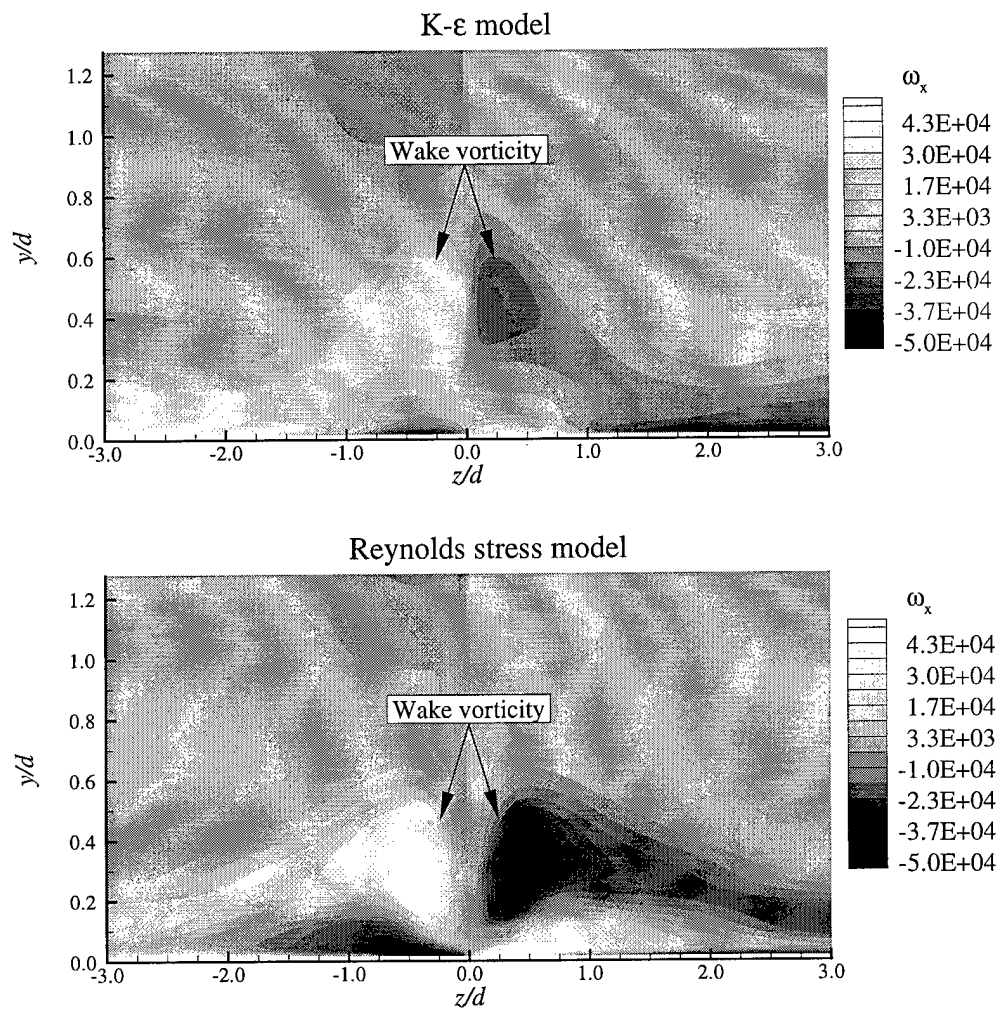 K-ε model
ωx
1.2
1.0
0.8
0.6
0.4
0.2
0.0
y/d
Wake vorticity
4.3E+04
3.0E+04
1.7E+04
3.3E+03
-1.0E+04
-2.3E+04
-3.7E+04
-5.0E+04
-3.0 -2.0 -1.0 0.0 1.0 2.0 3.0
z/d
Reynolds stress model
ωx
1.2
1.0
0.8
0.6
0.4
0.2
0.0
y/d
Wake vorticity
4.3E+04
3.0E+04
1.7E+04
3.3E+03
-1.0E+04
-2.3E+04
-3.7E+04
-5.0E+04
-3.0 -2.0 -1.0 0.0 1.0 2.0 3.0
z/d